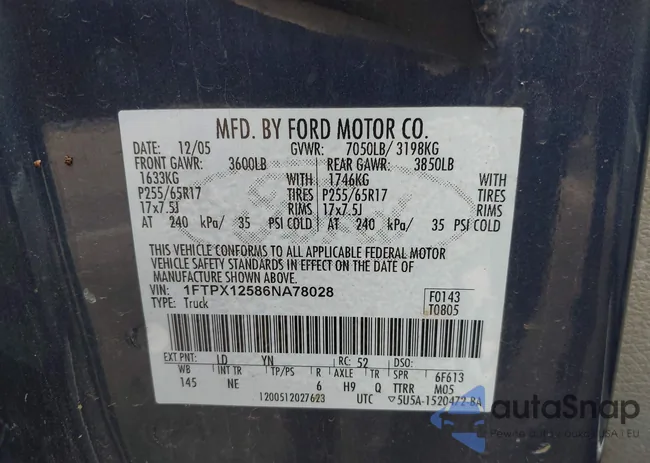 MFD. BY FORD MOTOR CO.
DATE: 12/05 GVWR: 7050LB/ 3198KG
FRONT GAWR: 3600LB REAR GAWR: 3850LB
1633KG WITH 1746KG WITH
P255/65R17 TIRES P255/65R17 TIRES
17x7.5J RIMS 17x7.5J RIMS
AT 240 kPa/ 35 PSI COLD AT 240 kPa/ 35 PSI COLD
THIS VEHICLE CONFORMS TO ALL APPLICABLE FEDERAL MOTOR
VEHICLE SAFETY STANDARDS IN EFFECT ON THE DATE OF
MANUFACTURE SHOWN ABOVE.
VIN: 1FTPX12586NA78028
TYPE: Truck
F0143
T0805
EXT PNT: LD YN RC: 52 DSO:
WB INT TR TP/PS R AXLE TR SPR 6F613
145 NE 6 H9 Q TTRR M05
1200512027623 UTC 5U5A-1520472-BA
autoSnap